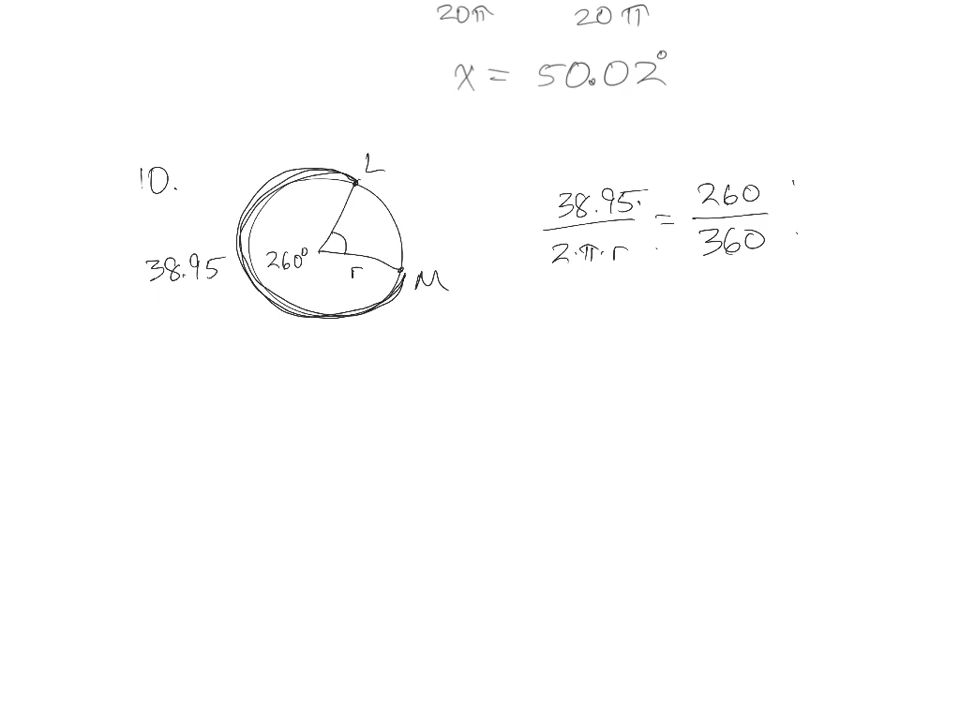 20π 20π
x = 50.02°
10.
L
38.95
260°
r
M
38.95 / 2·π·r = 260 / 360